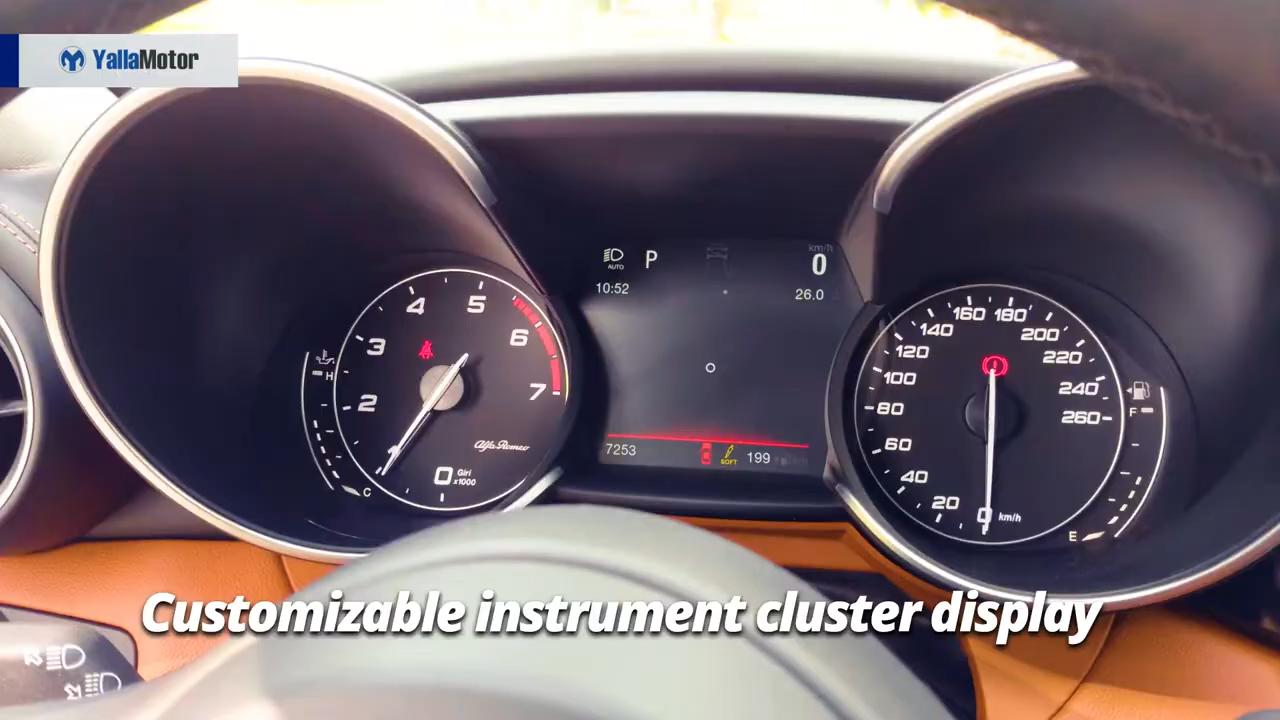 YallaMotor
AUTO
P
km/h
0
10:52
26.0
1
2
3
4
5
6
7
H
C
Alfa Romeo
0
Giri
x1000
7253
SOFT
199
0
20
40
60
80
100
120
140
160
180
200
220
240
260
km/h
F
E
Customizable instrument cluster display